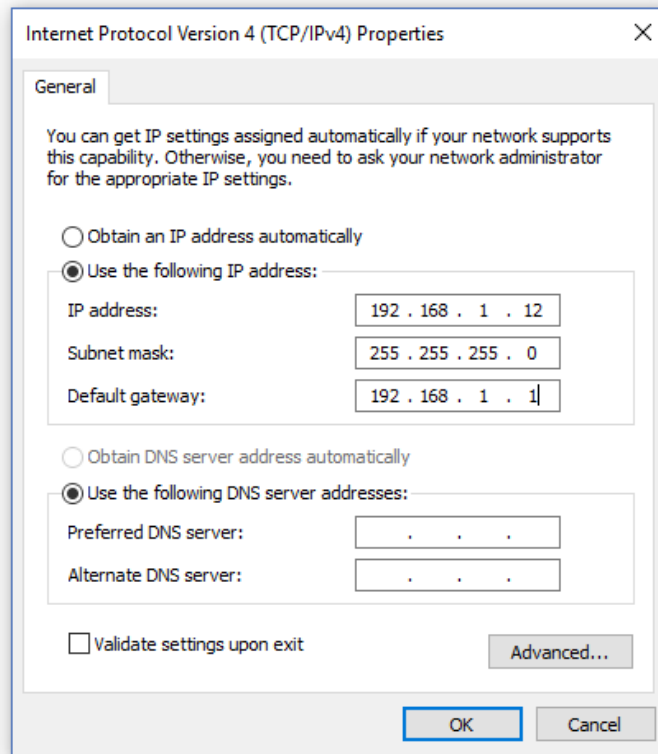 Internet Protocol Version 4 (TCP/IPv4) Properties
General
You can get IP settings assigned automatically if your network supports
this capability. Otherwise, you need to ask your network administrator
for the appropriate IP settings.
Obtain an IP address automatically
Use the following IP address:
IP address: 192 . 168 . 1 . 12
Subnet mask: 255 . 255 . 255 . 0
Default gateway: 192 . 168 . 1 . 1
Obtain DNS server address automatically
Use the following DNS server addresses:
Preferred DNS server: . . .
Alternate DNS server: . . .
Validate settings upon exit
Advanced...
OK Cancel